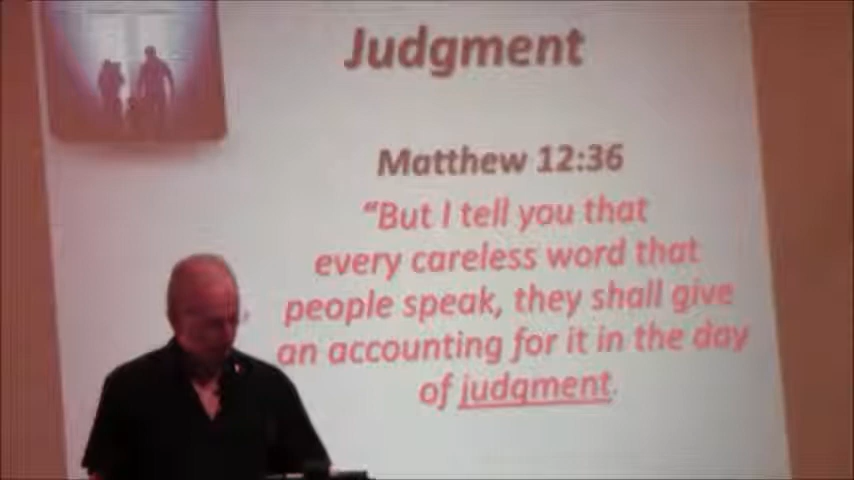 Judgment
Matthew 12:36
“But I tell you that
every careless word that
people speak, they shall give
an accounting for it in the day
of judgment.